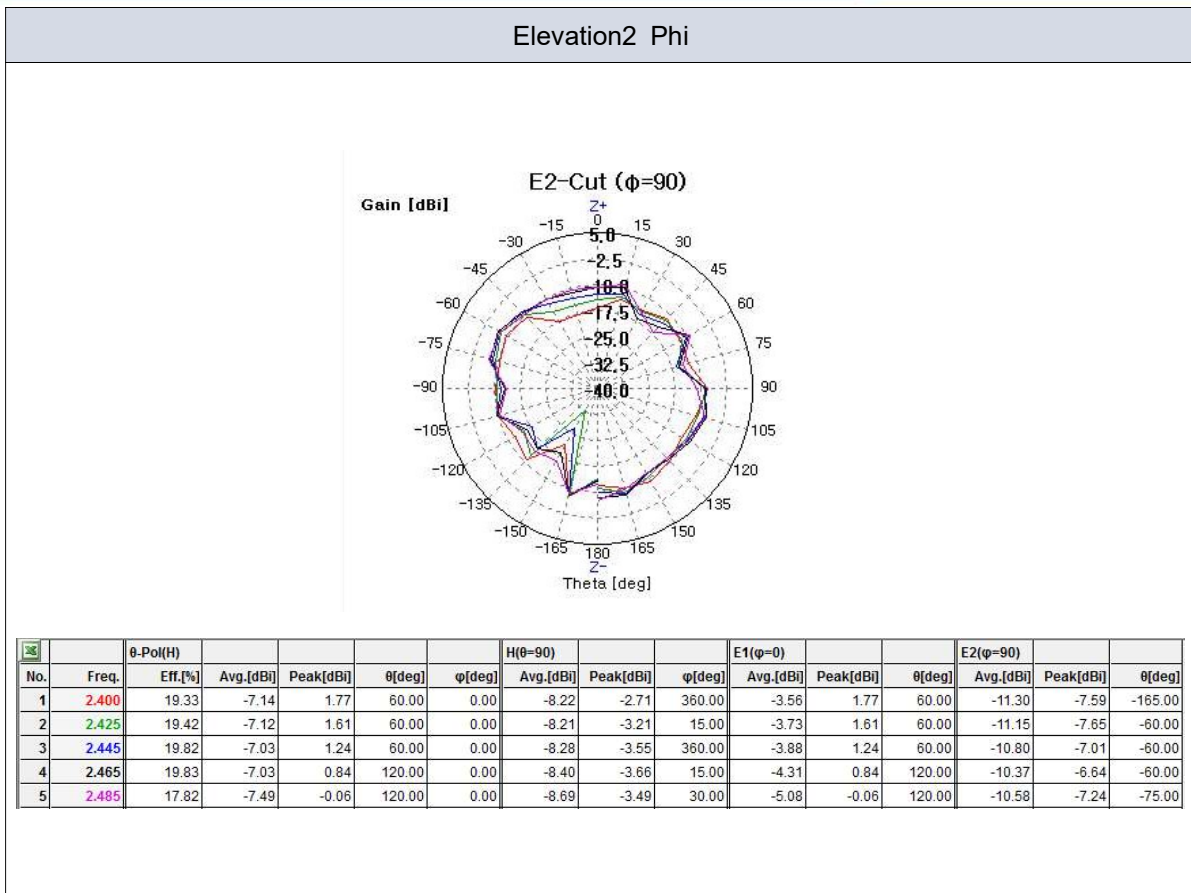 Elevation2 Phi
E2-Cut (φ=90)
Gain [dBi]
Z+
0
-15 15
-30 30
-45 45
-60 60
-75 75
-90 90
-105 105
-120 120
-135 135
-150 150
-165 180 165
5.0
-2.5
-10.0
-17.5
-25.0
-32.5
-40.0
Z-
Theta [deg]
θ-Pol(H) H(θ=90) E1(φ=0) E2(φ=90)
No. Freq. Eff.[%] Avg.[dBi] Peak[dBi] θ[deg] φ[deg] Avg.[dBi] Peak[dBi] φ[deg] Avg.[dBi] Peak[dBi] θ[deg] Avg.[dBi] Peak[dBi] θ[deg]
1 2.400 19.33 -7.14 1.77 60.00 0.00 -8.22 -2.71 360.00 -3.56 1.77 60.00 -11.30 -7.59 -165.00
2 2.425 19.42 -7.12 1.61 60.00 0.00 -8.21 -3.21 15.00 -3.73 1.61 60.00 -11.15 -7.65 -60.00
3 2.445 19.82 -7.03 1.24 60.00 0.00 -8.28 -3.55 360.00 -3.88 1.24 60.00 -10.80 -7.01 -60.00
4 2.465 19.83 -7.03 0.84 120.00 0.00 -8.40 -3.66 15.00 -4.31 0.84 120.00 -10.37 -6.64 -60.00
5 2.485 17.82 -7.49 -0.06 120.00 0.00 -8.69 -3.49 30.00 -5.08 -0.06 120.00 -10.58 -7.24 -75.00